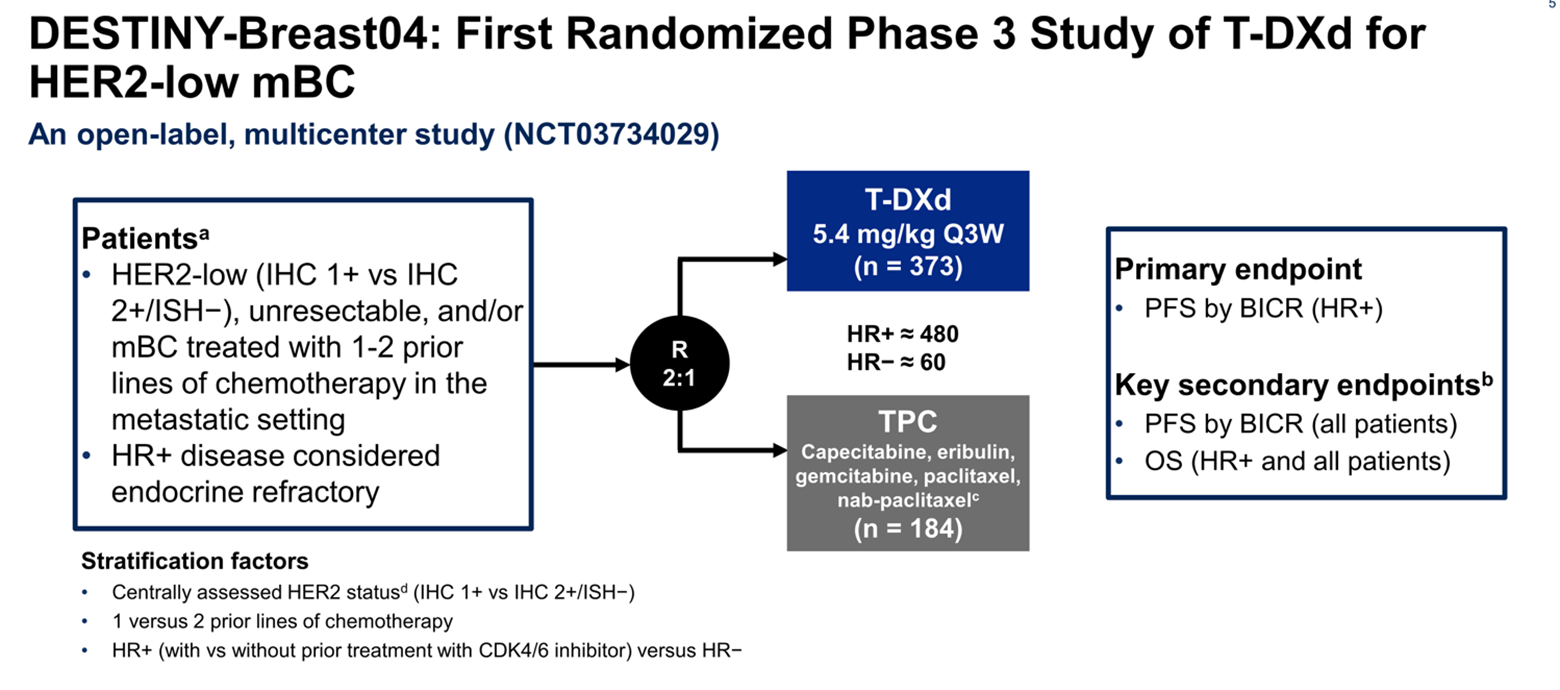 5
DESTINY-Breast04: First Randomized Phase 3 Study of T-DXd for
HER2-low mBC
An open-label, multicenter study (NCT03734029)
Patientsᵃ
• HER2-low (IHC 1+ vs IHC
2+/ISH−), unresectable, and/or
mBC treated with 1-2 prior
lines of chemotherapy in the
metastatic setting
• HR+ disease considered
endocrine refractory
R
2:1
T-DXd
5.4 mg/kg Q3W
(n = 373)
HR+ ≈ 480
HR− ≈ 60
TPC
Capecitabine, eribulin,
gemcitabine, paclitaxel,
nab-paclitaxelᶜ
(n = 184)
Primary endpoint
• PFS by BICR (HR+)
Key secondary endpointsᵇ
• PFS by BICR (all patients)
• OS (HR+ and all patients)
Stratification factors
• Centrally assessed HER2 statusᵈ (IHC 1+ vs IHC 2+/ISH−)
• 1 versus 2 prior lines of chemotherapy
• HR+ (with vs without prior treatment with CDK4/6 inhibitor) versus HR−